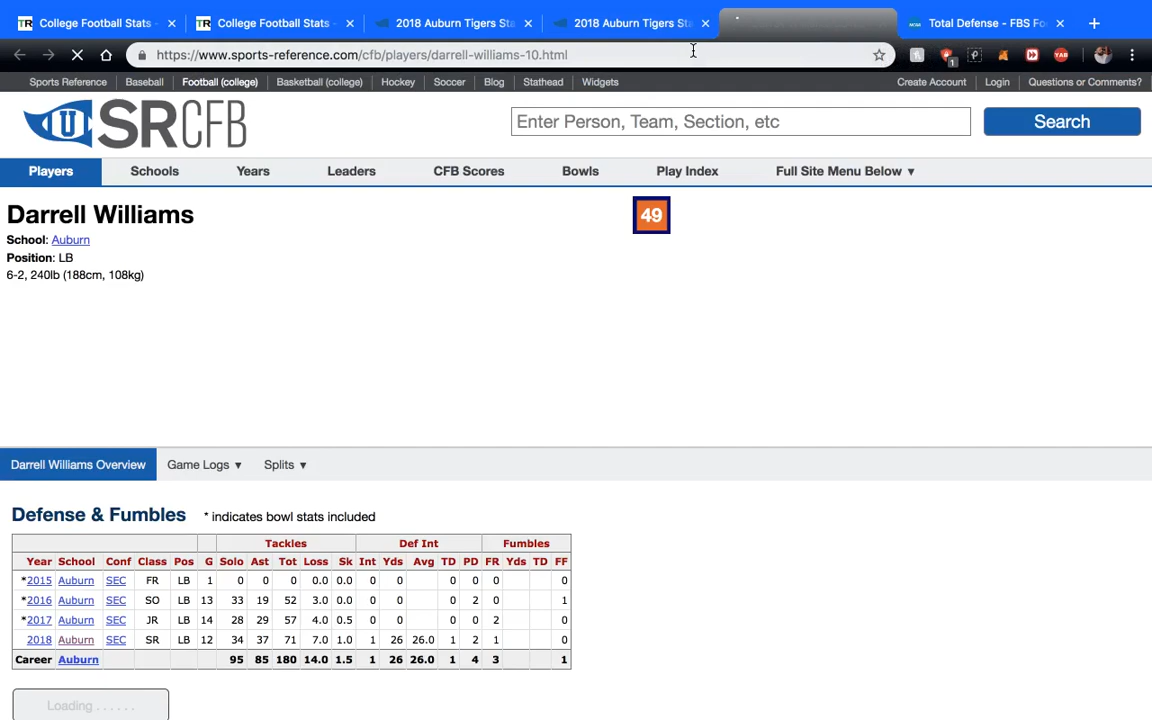 College Football Stats
College Football Stats
2018 Auburn Tigers Sta
2018 Auburn Tigers Sta
Total Defense - FBS Fo
https://www.sports-reference.com/cfb/players/darrell-williams-10.html
1
YAB
Sports Reference Baseball Football (college) Basketball (college) Hockey Soccer Blog Stathead Widgets Create Account Login Questions or Comments?
U SRCFB
Enter Person, Team, Section, etc Search
Players Schools Years Leaders CFB Scores Bowls Play Index Full Site Menu Below ▼
Darrell Williams
49
School: Auburn
Position: LB
6-2, 240lb (188cm, 108kg)
Darrell Williams Overview Game Logs ▼ Splits ▼
Defense & Fumbles * indicates bowl stats included
Tackles Def Int Fumbles
Year School Conf Class Pos G Solo Ast Tot Loss Sk Int Yds Avg TD PD FR Yds TD FF
*2015 Auburn SEC FR LB 1 0 0 0 0.0 0.0 0 0 0 0 0 0
*2016 Auburn SEC SO LB 13 33 19 52 3.0 0.0 0 0 0 2 0 1
*2017 Auburn SEC JR LB 14 28 29 57 4.0 0.5 0 0 0 0 2 0
2018 Auburn SEC SR LB 12 34 37 71 7.0 1.0 1 26 26.0 1 2 1 0
Career Auburn 95 85 180 14.0 1.5 1 26 26.0 1 4 3 1
Loading . . . . . .